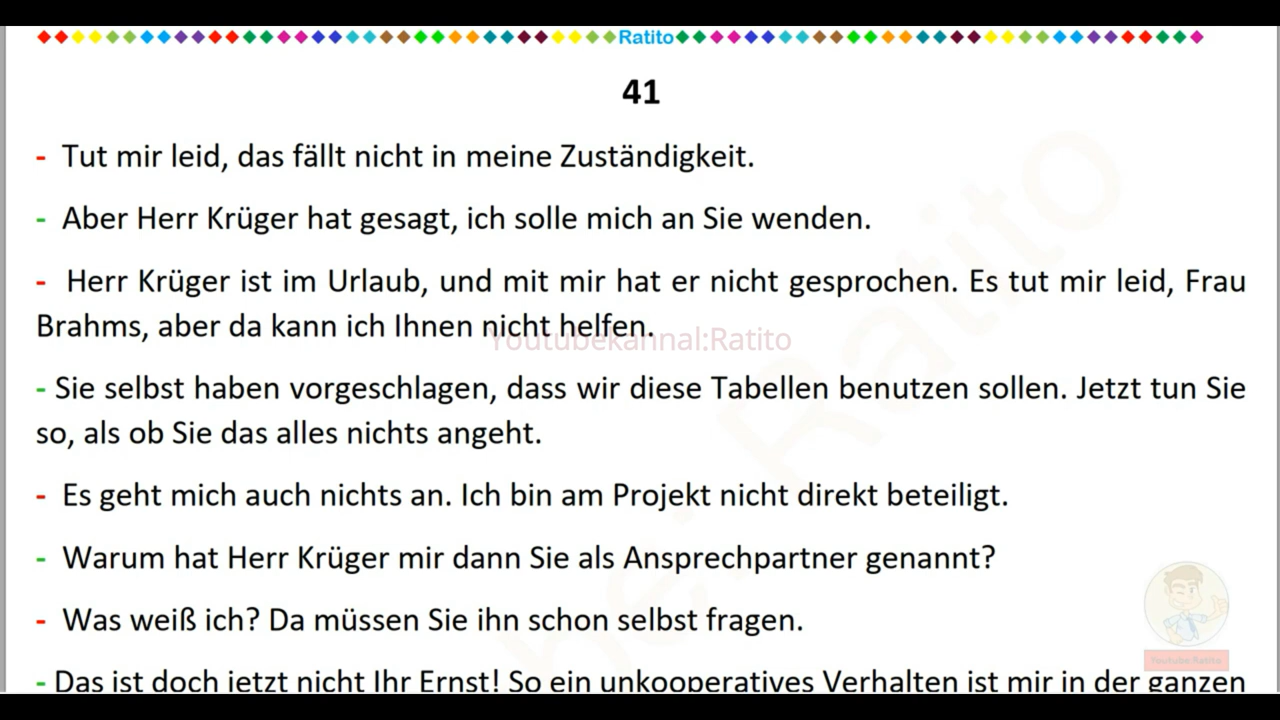 Ratito
41
- Tut mir leid, das fällt nicht in meine Zuständigkeit.
- Aber Herr Krüger hat gesagt, ich solle mich an Sie wenden.
- Herr Krüger ist im Urlaub, und mit mir hat er nicht gesprochen. Es tut mir leid, Frau
Brahms, aber da kann ich Ihnen nicht helfen.
Youtubekannal:Ratito
- Sie selbst haben vorgeschlagen, dass wir diese Tabellen benutzen sollen. Jetzt tun Sie
so, als ob Sie das alles nichts angeht.
- Es geht mich auch nichts an. Ich bin am Projekt nicht direkt beteiligt.
- Warum hat Herr Krüger mir dann Sie als Ansprechpartner genannt?
- Was weiß ich? Da müssen Sie ihn schon selbst fragen.
Youtube:Ratito
- Das ist doch jetzt nicht Ihr Ernst! So ein unkooperatives Verhalten ist mir in der ganzen